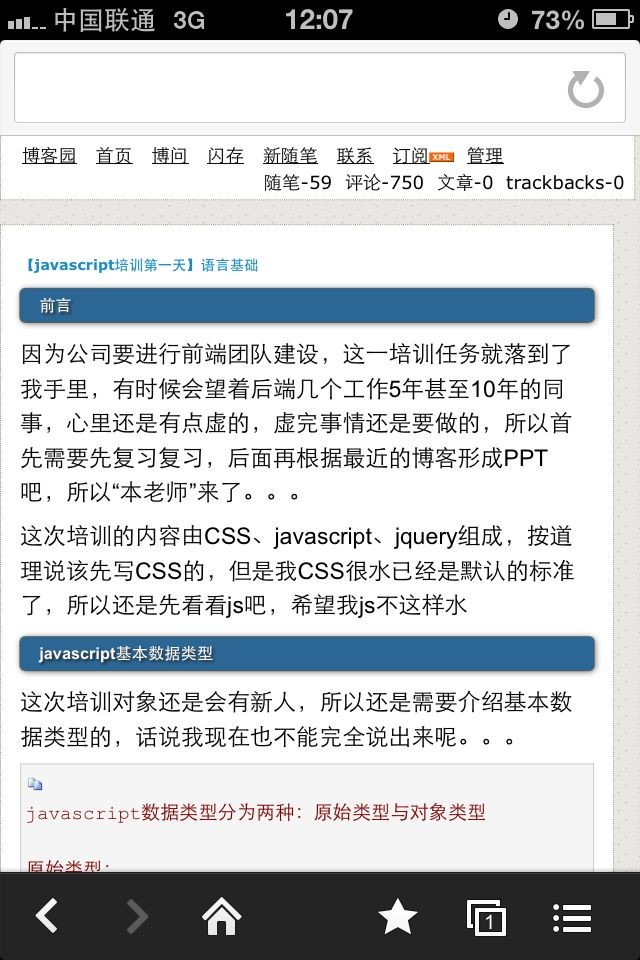 中国联通 3G 12:07 73%
博客园 首页 博问 闪存 新随笔 联系 订阅 XML 管理
随笔-59 评论-750 文章-0 trackbacks-0
【javascript培训第一天】语言基础
前言
因为公司要进行前端团队建设，这一培训任务就落到了
我手里，有时候会望着后端几个工作5年甚至10年的同
事，心里还是有点虚的，虚完事情还是要做的，所以首
先需要先复习复习，后面再根据最近的博客形成PPT
吧，所以“本老师”来了。。。
这次培训的内容由CSS、javascript、jquery组成，按道
理说该先写CSS的，但是我CSS很水已经是默认的标准
了，所以还是先看看js吧，希望我js不这样水
javascript基本数据类型
这次培训对象还是会有新人，所以还是需要介绍基本数
据类型的，话说我现在也不能完全说出来呢。。。
javascript数据类型分为两种：原始类型与对象类型
原始类型：
1